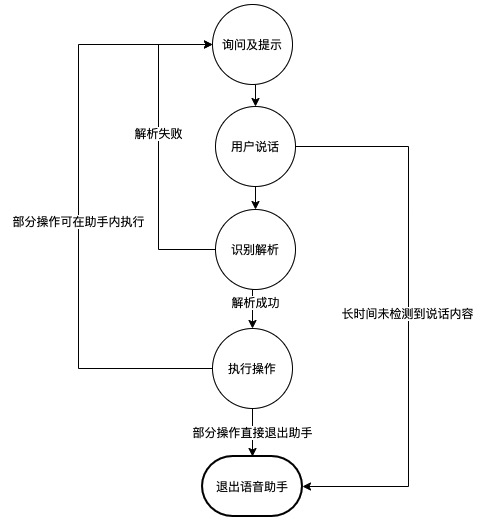 询问及提示
解析失败
用户说话
部分操作可在助手内执行
识别解析
解析成功
长时间未检测到说话内容
执行操作
部分操作直接退出助手
退出语音助手